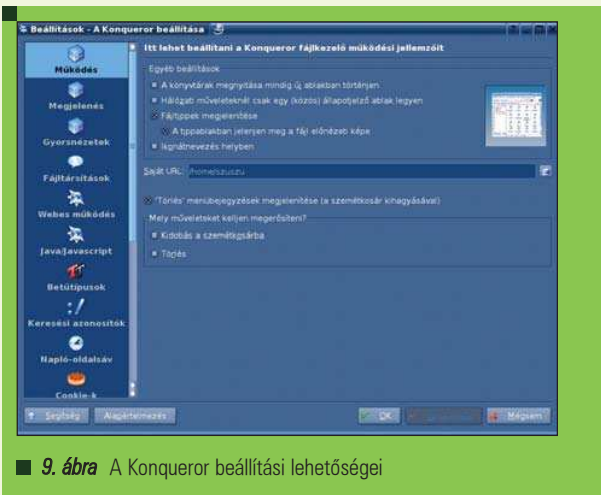 Beállítások - A Konqueror beállítása
Itt lehet beállítani a Konqueror fájlkezelő működési jellemzőit
Működés
Megjelenés
Gyorsnézetek
Fájltársítások
Webes működés
Java/Javascript
Betűtípusok
Keresési azonosítók
Napló-oldalsáv
Cookie-k
Egyéb beállítások
A könyvtárak megnyitása mindig új ablakban történjen
Hálózati műveleteknél csak egy (közös) állapotjelző ablak legyen
Fájltippek megjelenítése
A tippablakban jelenjen meg a fájl előnézeti képe
Ikonátnevezés helyben
Saját URL: /home/szuszu
'Törlés' menübejegyzések megjelenítése (a szemétkosár kihagyásával)
Mely műveleteket kelljen megerősíteni?
Kidobás a szemétkosárba
Törlés
Segítség
Alapértelmezés
OK
Mégsem
9. ábra A Konqueror beállítási lehetőségei